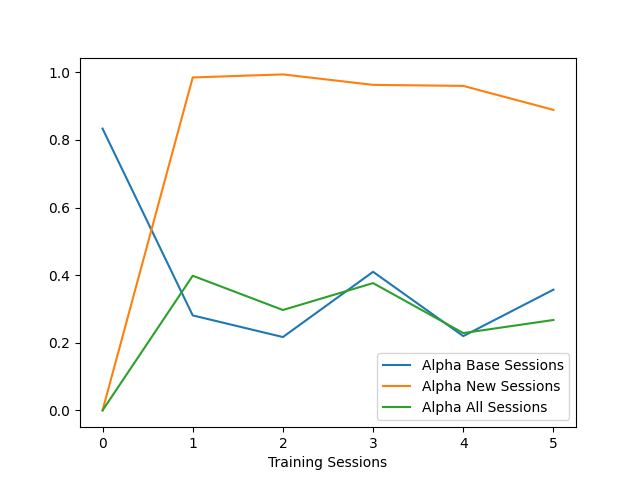 1.0
0.8
0.6
0.4
0.2
0.0
0 1 2 3 4 5
Training Sessions
Alpha Base Sessions
Alpha New Sessions
Alpha All Sessions